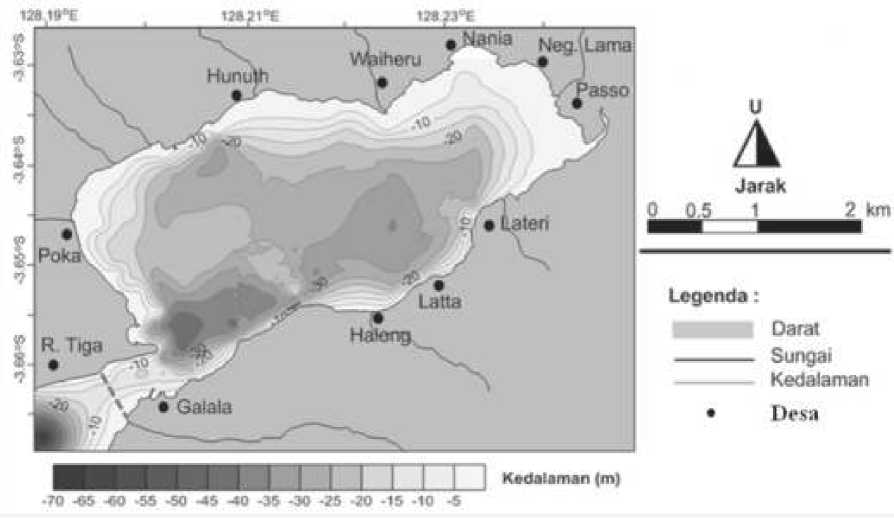 128.19°E 128.21°E 128.23°E
-3.63°S
-3.64°S
-3.65°S
-3.66°S
Nania
Neg. Lama
Waiheru
Hunuth
Passo
-10
-20
-10
-20
Lateri
-10
Poka
-20
-30
Latta
-10
Halong
R. Tiga
-30
-20
-10
-20
-10
Galala
U
Jarak
0 0.5 1 2 km
Legenda :
Darat
Sungai
Kedalaman
Desa
Kedalaman (m)
-70 -65 -60 -55 -50 -45 -40 -35 -30 -25 -20 -15 -10 -5